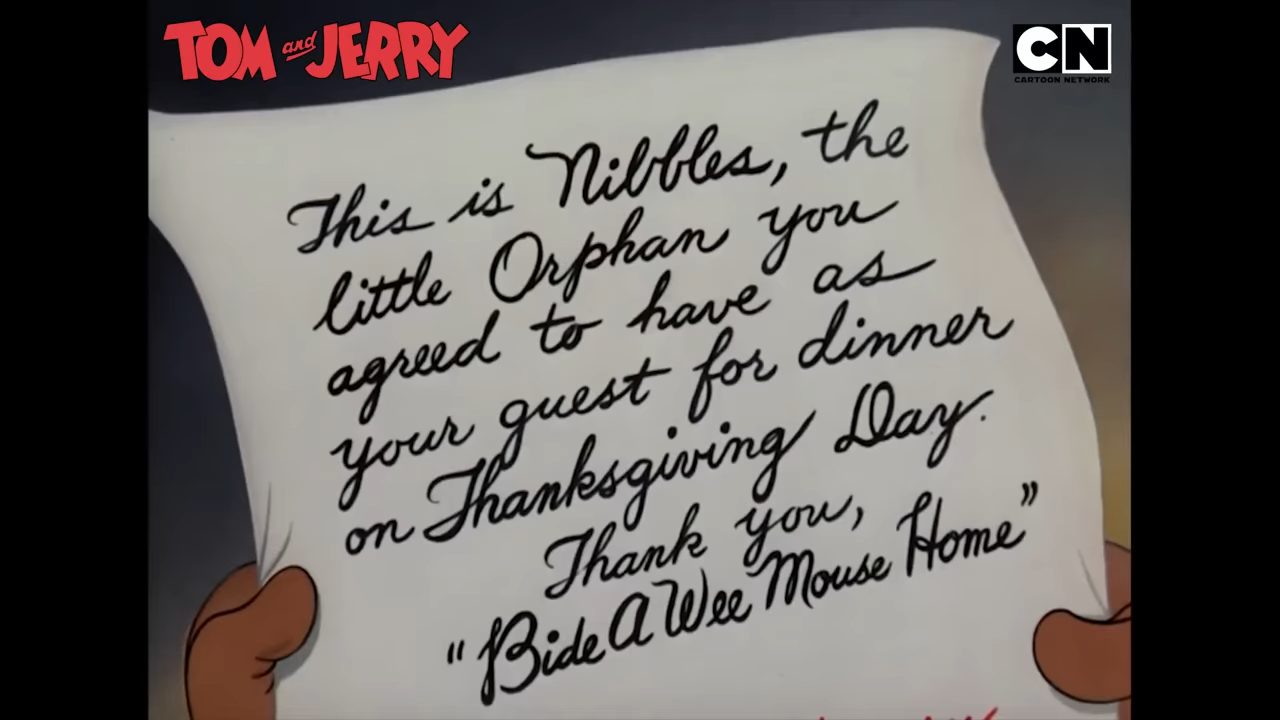 TOM and JERRY
CN
CARTOON NETWORK
This is Nibbles, the
little Orphan you
agreed to have as
your guest for dinner
on Thanksgiving Day.
Thank you,
"Bide A Wee Mouse Home"